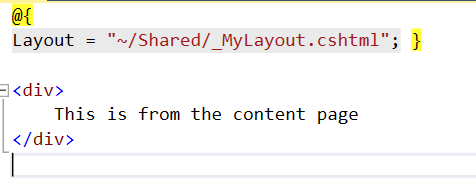 @{
Layout = "~/Shared/_MyLayout.cshtml"; }
<div>
This is from the content page
</div>